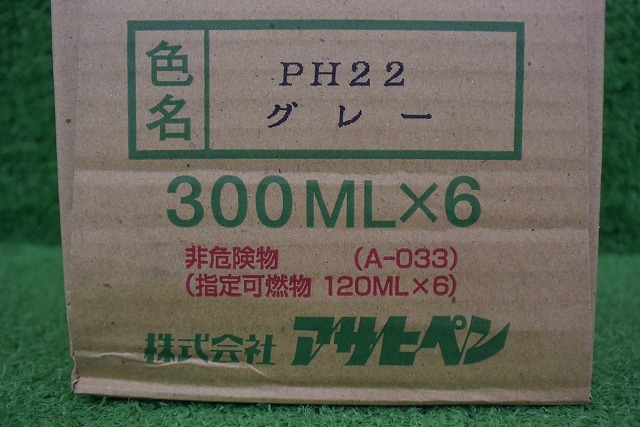 色名
PH22
グレー
300ML×6
非危険物 (A-033)
(指定可燃物 120ML×6)
株式会社 アサヒペン